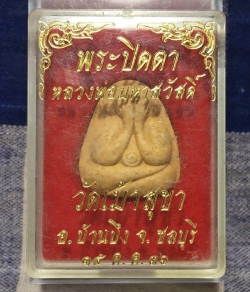 พระปิดตา
หลวงพ่อมหาสวัสดิ์
วัดเขาสุขา
อ.บ้านบึง จ.ชลบุรี